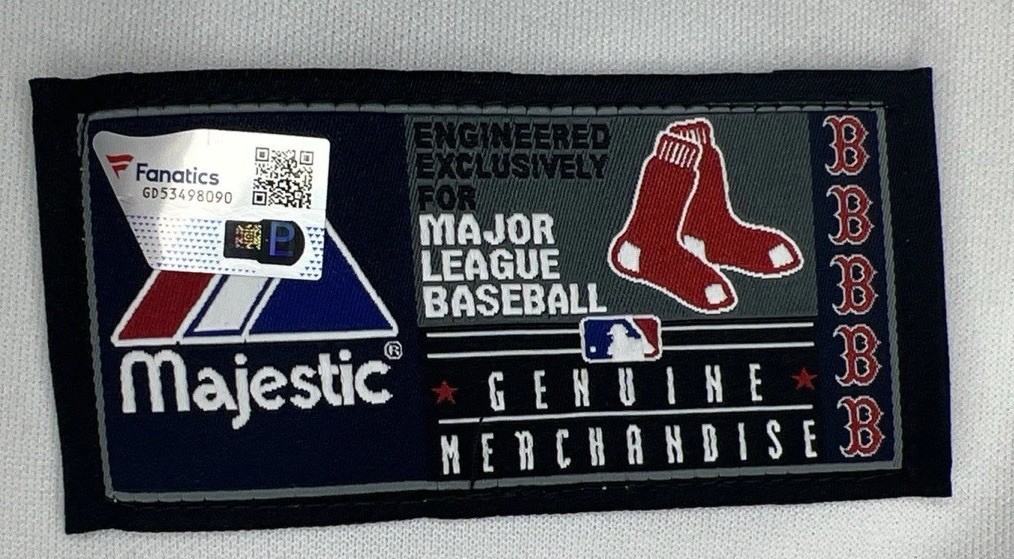 Fanatics
GD53498090
P
Majestic®
ENGINEERED
EXCLUSIVELY
FOR
MAJOR
LEAGUE
BASEBALL
GENUINE
MERCHANDISE
B
B
B
B
B